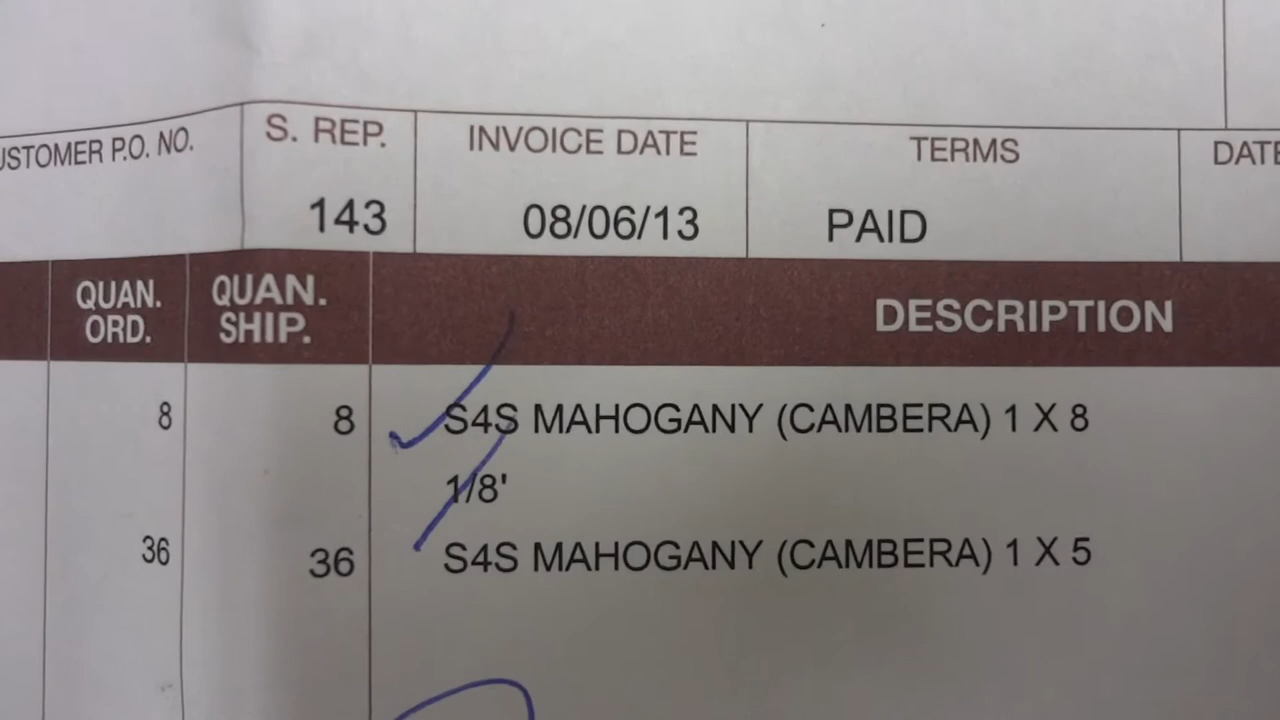 CUSTOMER P.O. NO. S. REP. INVOICE DATE TERMS DATE
143 08/06/13 PAID
QUAN. ORD. QUAN. SHIP. DESCRIPTION
8 8 S4S MAHOGANY (CAMBERA) 1 X 8
1/8'
36 36 S4S MAHOGANY (CAMBERA) 1 X 5